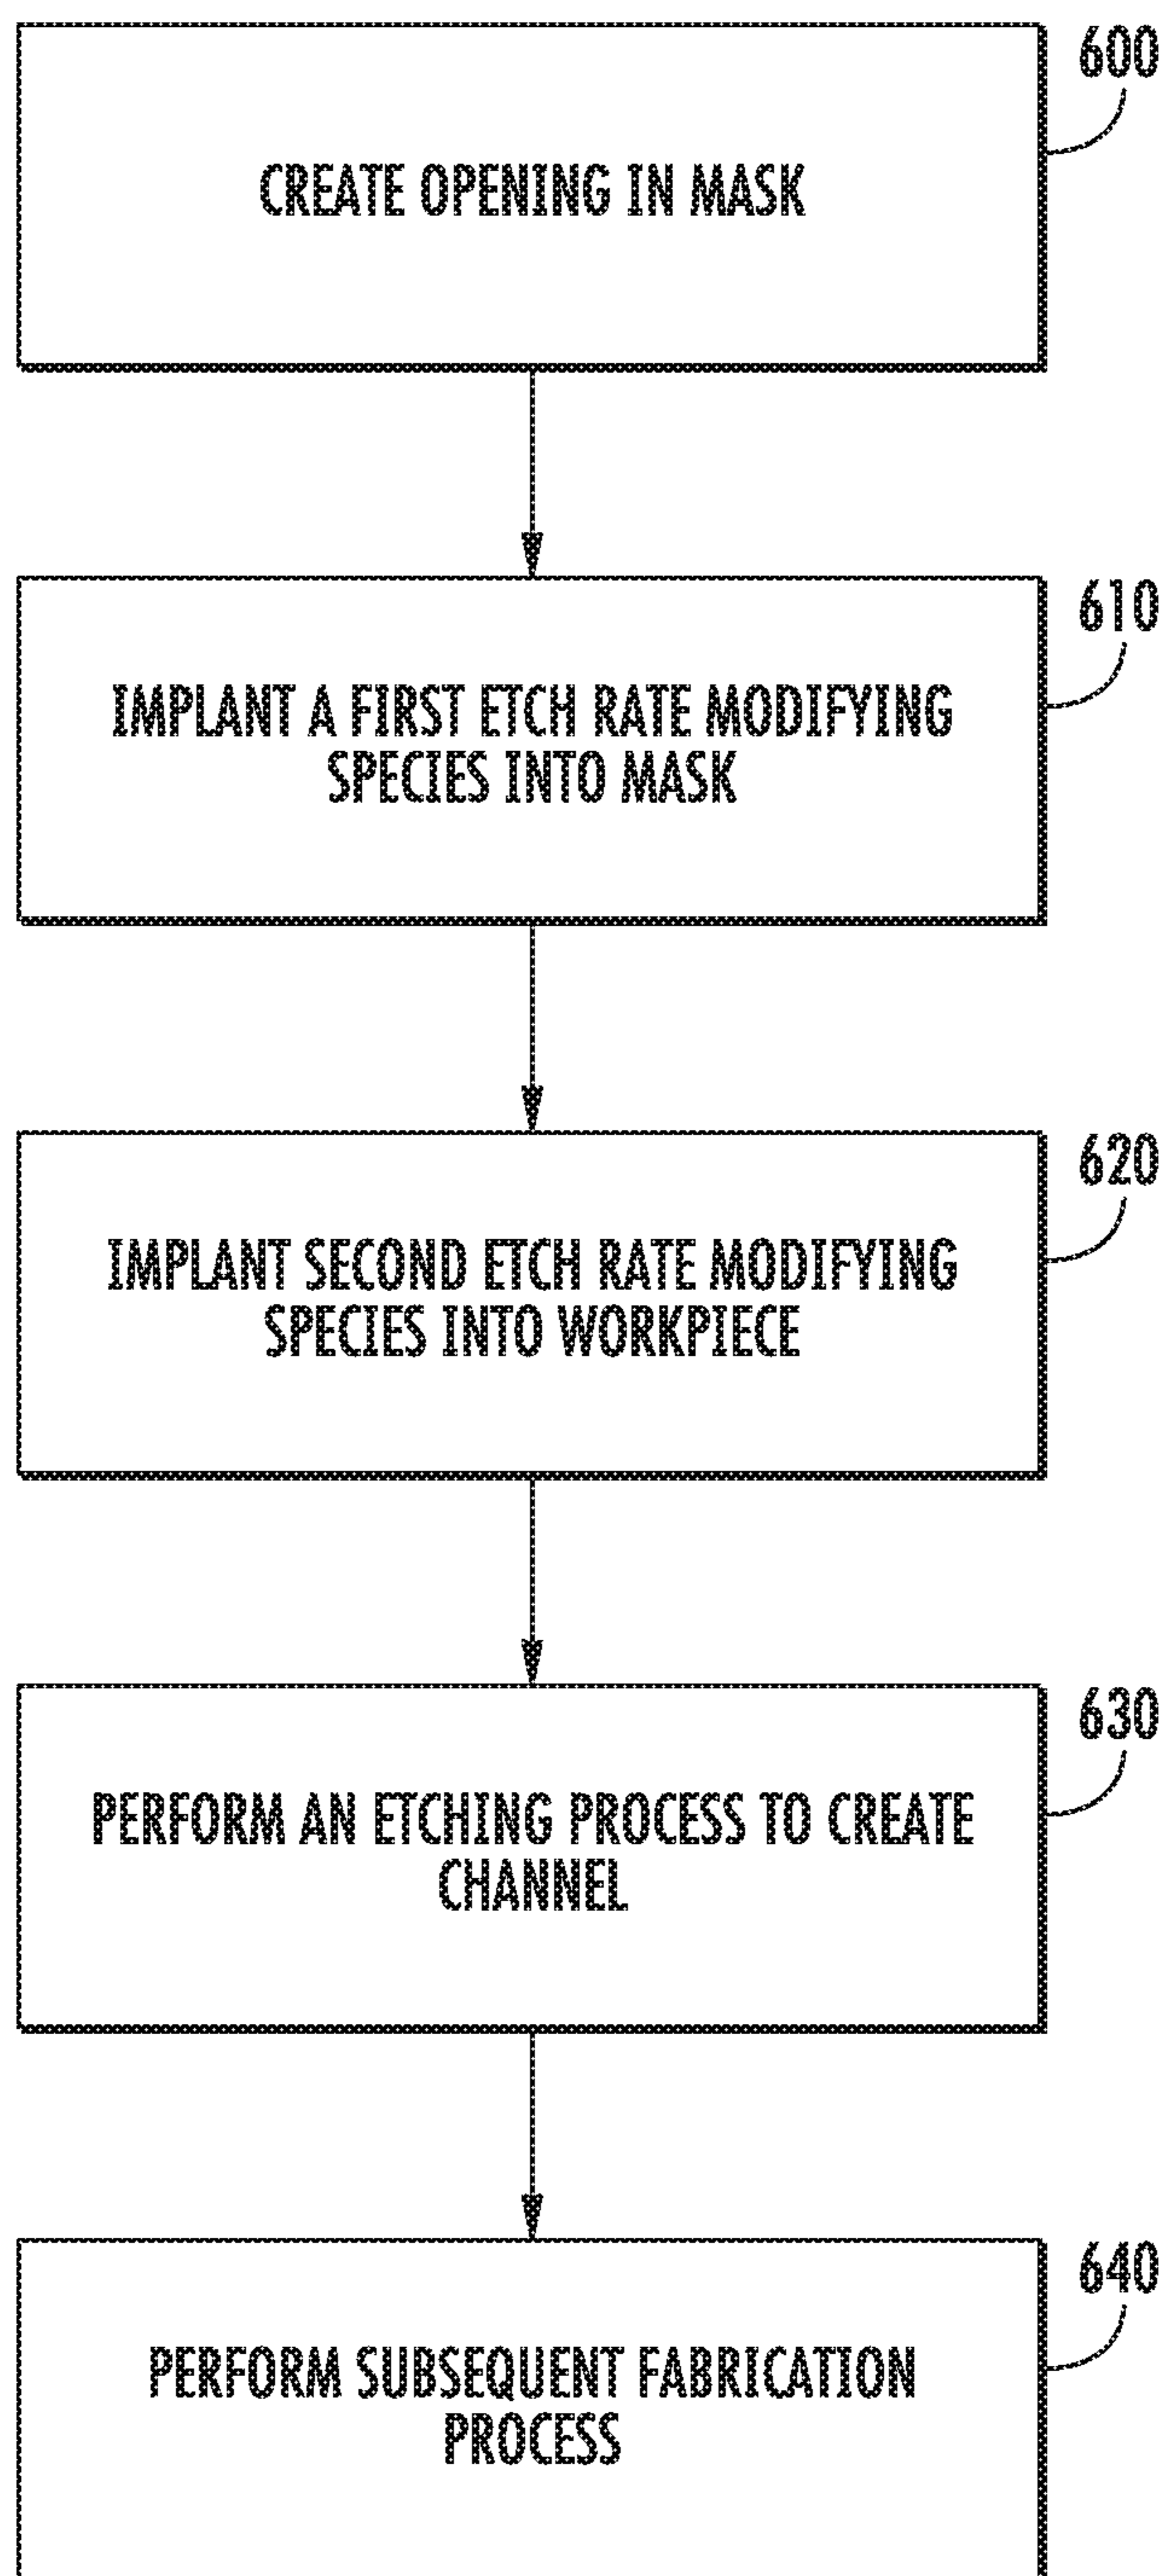 600
CREATE OPENING IN MASK
610
IMPLANT A FIRST ETCH RATE MODIFYING
SPECIES INTO MASK
620
IMPLANT SECOND ETCH RATE MODIFYING
SPECIES INTO WORKPIECE
630
PERFORM AN ETCHING PROCESS TO CREATE
CHANNEL
640
PERFORM SUBSEQUENT FABRICATION
PROCESS